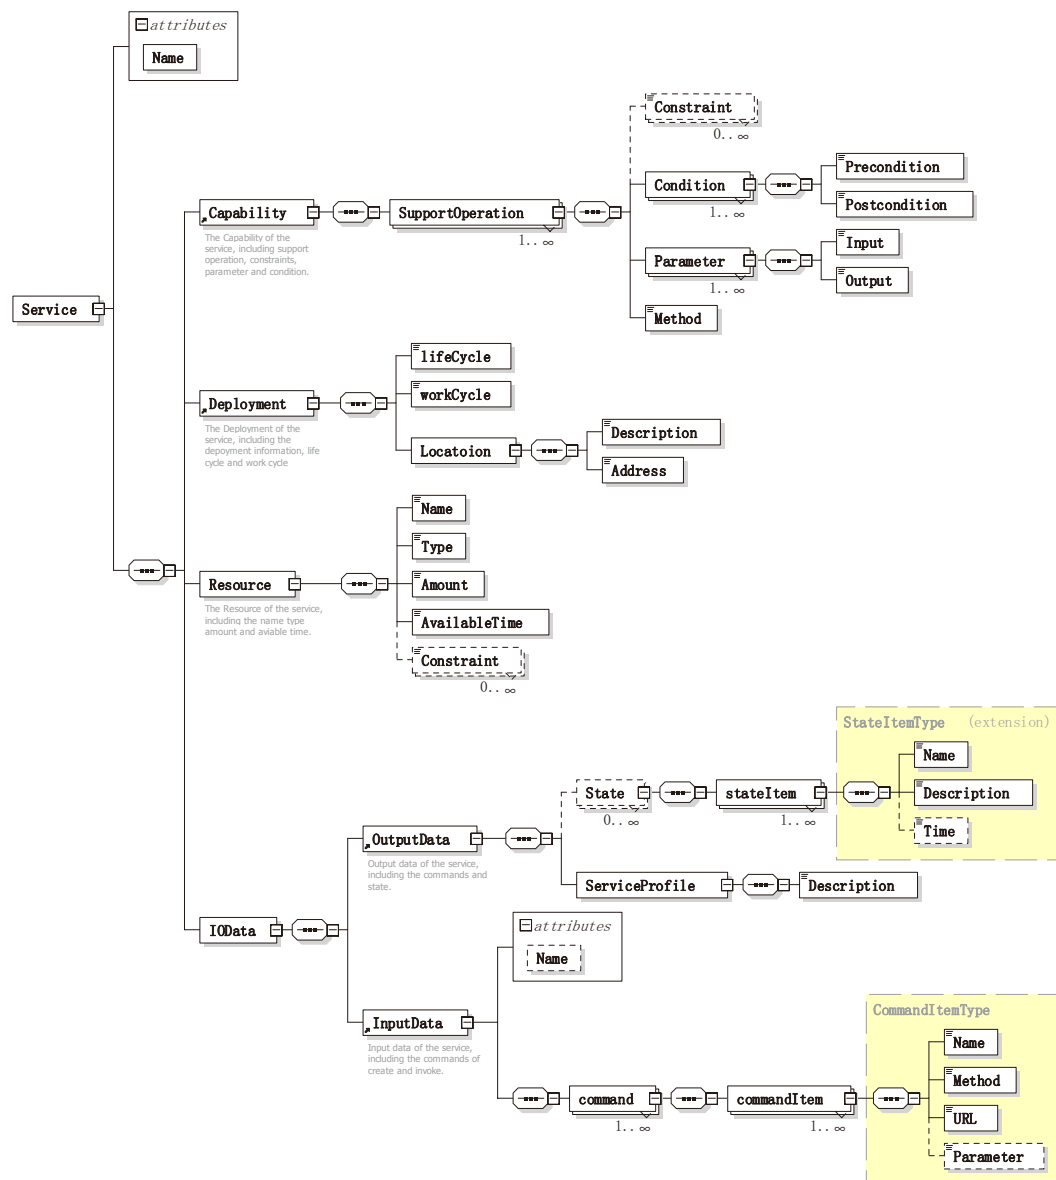 attributes
Name
Constraint
0..∞
Condition
1..∞
Precondition
Postcondition
Capability
The Capability of the
service, including support
operation, constraints,
parameter and condition.
SupportOperation
1..∞
Parameter
1..∞
Input
Output
Method
Service
Deployment
The Deployment of the
service, including the
depoyment information, life
cycle and work cycle
lifeCycle
workCycle
Locatoion
Description
Address
Resource
The Resource of the service,
including the name type
amount and aviable time.
Name
Type
Amount
AvailableTime
Constraint
0..∞
IOData
OutputData
Output data of the service,
including the commands and
state.
State
0..∞
stateItem
1..∞
StateItemType (extension)
Name
Description
Time
ServiceProfile
Description
InputData
Input data of the service,
including the commands of
create and invoke.
attributes
Name
command
1..∞
commandItem
1..∞
CommandItemType
Name
Method
URL
Parameter